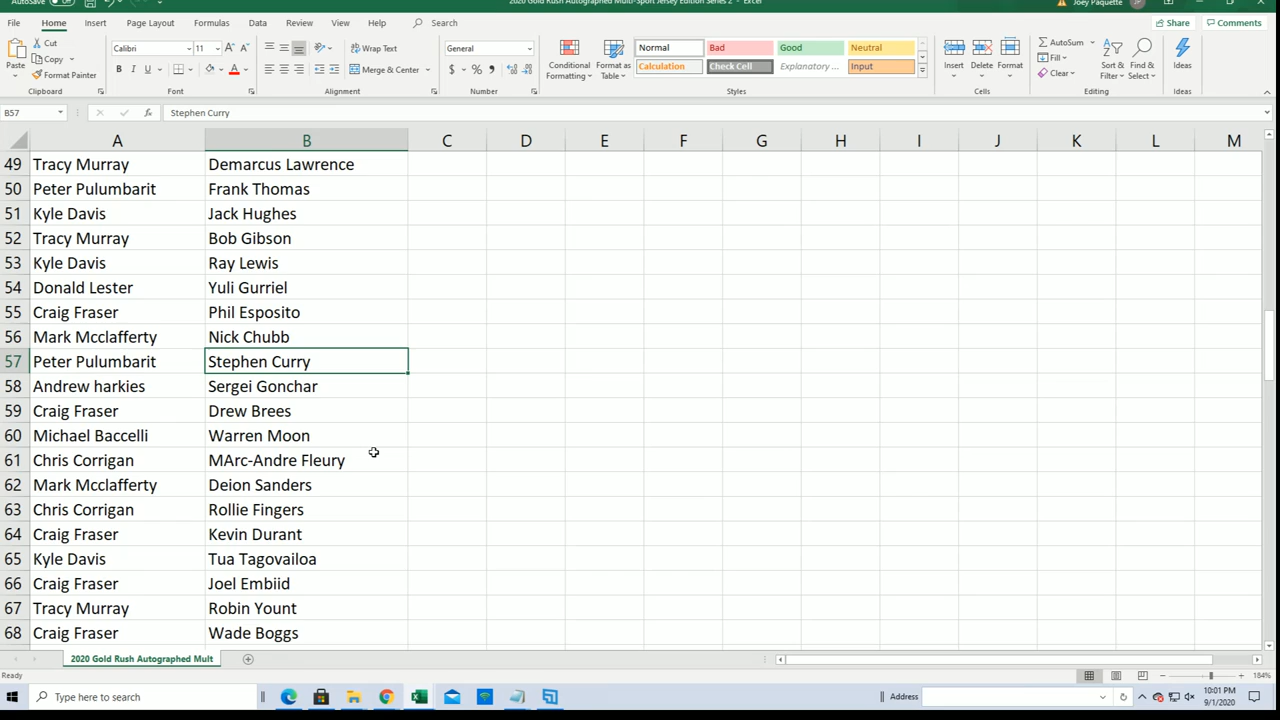 AutoSave Off 2020 Gold Rush Autographed Multi-Sport Jersey Edition Series 2 - Excel Joey Paquette JP
File Home Insert Page Layout Formulas Data Review View Help Search Share Comments
Paste Cut Copy Format Painter Clipboard
Calibri 11 B I U A Font
Wrap Text Merge & Center Alignment
General $ % , Number
Conditional Formatting Format as Table
Normal Bad Good Neutral
Calculation Check Cell Explanatory ... Input
Styles
Insert Delete Format Cells
AutoSum Fill Clear Sort & Filter Find & Select Editing
Ideas Ideas
B57 fx Stephen Curry
A B C D E F G H I J K L M
49 Tracy Murray Demarcus Lawrence
50 Peter Pulumbarit Frank Thomas
51 Kyle Davis Jack Hughes
52 Tracy Murray Bob Gibson
53 Kyle Davis Ray Lewis
54 Donald Lester Yuli Gurriel
55 Craig Fraser Phil Esposito
56 Mark Mcclafferty Nick Chubb
57 Peter Pulumbarit Stephen Curry
58 Andrew harkies Sergei Gonchar
59 Craig Fraser Drew Brees
60 Michael Baccelli Warren Moon
61 Chris Corrigan MArc-Andre Fleury
62 Mark Mcclafferty Deion Sanders
63 Chris Corrigan Rollie Fingers
64 Craig Fraser Kevin Durant
65 Kyle Davis Tua Tagovailoa
66 Craig Fraser Joel Embiid
67 Tracy Murray Robin Yount
68 Craig Fraser Wade Boggs
2020 Gold Rush Autographed Mult
Ready 184%
Type here to search Address 10:01 PM
9/1/2020